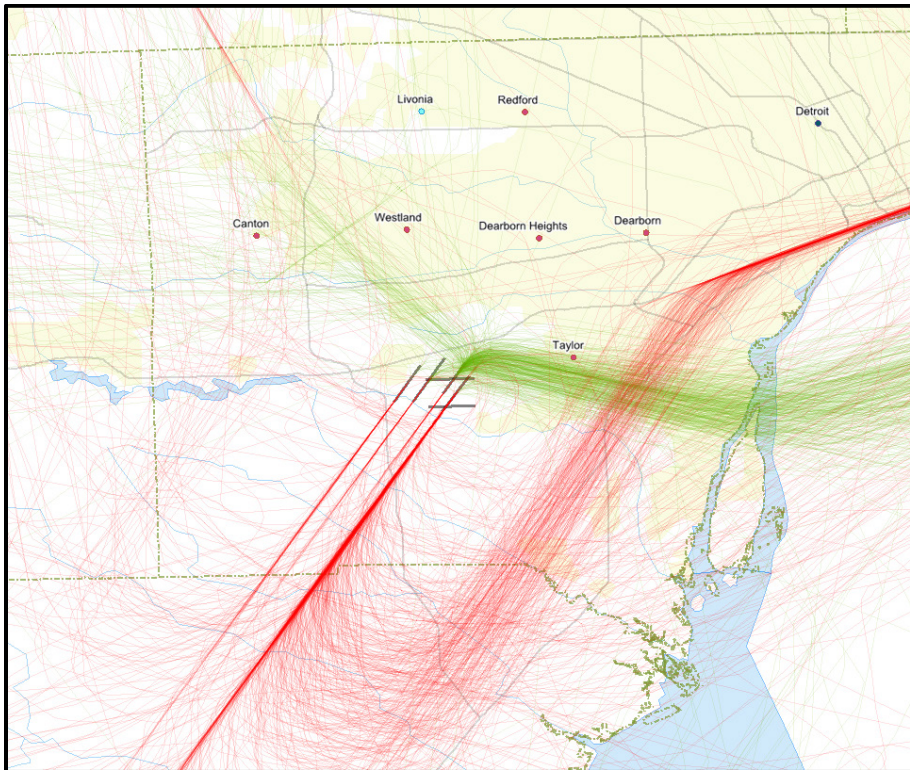 Livonia
Redford
Detroit
Canton
Westland
Dearborn Heights
Dearborn
Taylor